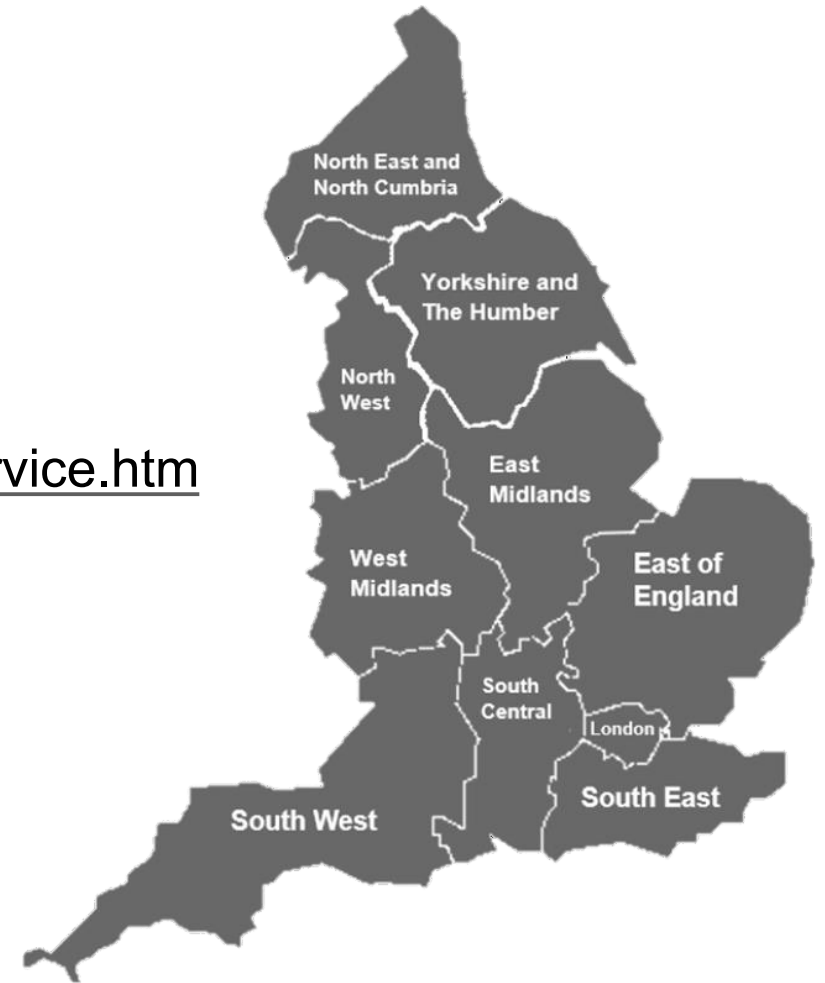 North East and
North Cumbria
Yorkshire and
The Humber
North
West
rvice.htm
East
Midlands
West
Midlands
East of
England
South
Central
London
South East
South West